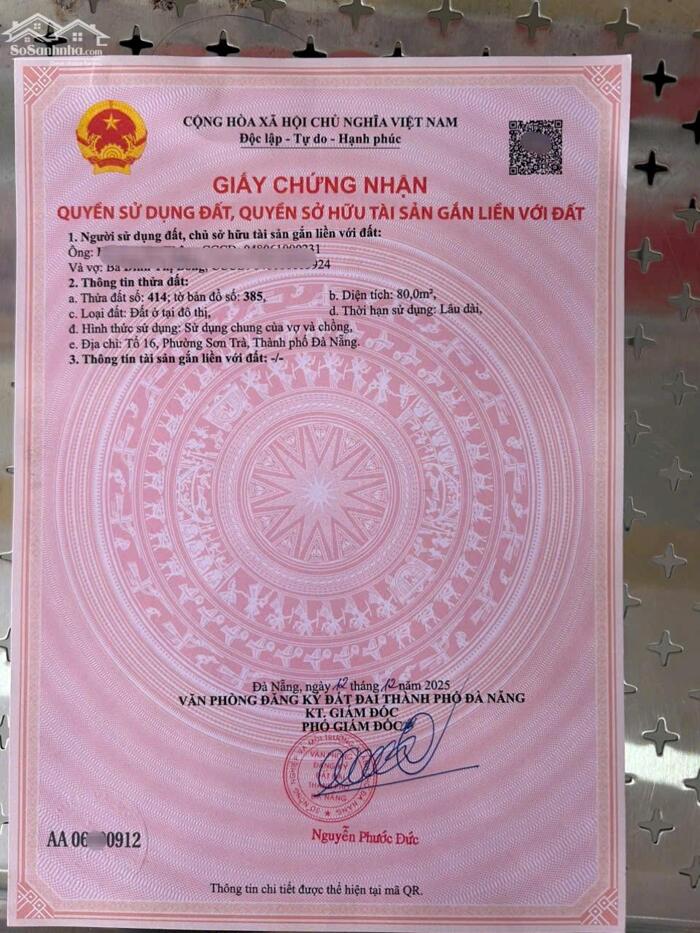 SoSanhnha.com
CỘNG HÒA XÃ HỘI CHỦ NGHĨA VIỆT NAM
Độc lập - Tự do - Hạnh phúc
GIẤY CHỨNG NHẬN
QUYỀN SỬ DỤNG ĐẤT, QUYỀN SỞ HỮU TÀI SẢN GẮN LIỀN VỚI ĐẤT
1. Người sử dụng đất, chủ sở hữu tài sản gắn liền với đất:
Ông:
Và vợ: Bà 924
2. Thông tin thửa đất:
a. Thửa đất số: 414; tờ bản đồ số: 385, b. Diện tích: 80,0m²,
c. Loại đất: Đất ở tại đô thị, d. Thời hạn sử dụng: Lâu dài,
đ. Hình thức sử dụng: Sử dụng chung của vợ và chồng,
e. Địa chỉ: Tổ 16, Phường Sơn Trà, Thành phố Đà Nẵng.
3. Thông tin tài sản gắn liền với đất: -/-
Đà Nẵng, ngày 12 tháng 12 năm 2025
VĂN PHÒNG ĐĂNG KÝ ĐẤT ĐAI THÀNH PHỐ ĐÀ NẴNG
KT. GIÁM ĐỐC
PHÓ GIÁM ĐỐC
Nguyễn Phước Đức
AA 06 0912
Thông tin chi tiết được thể hiện tại mã QR.